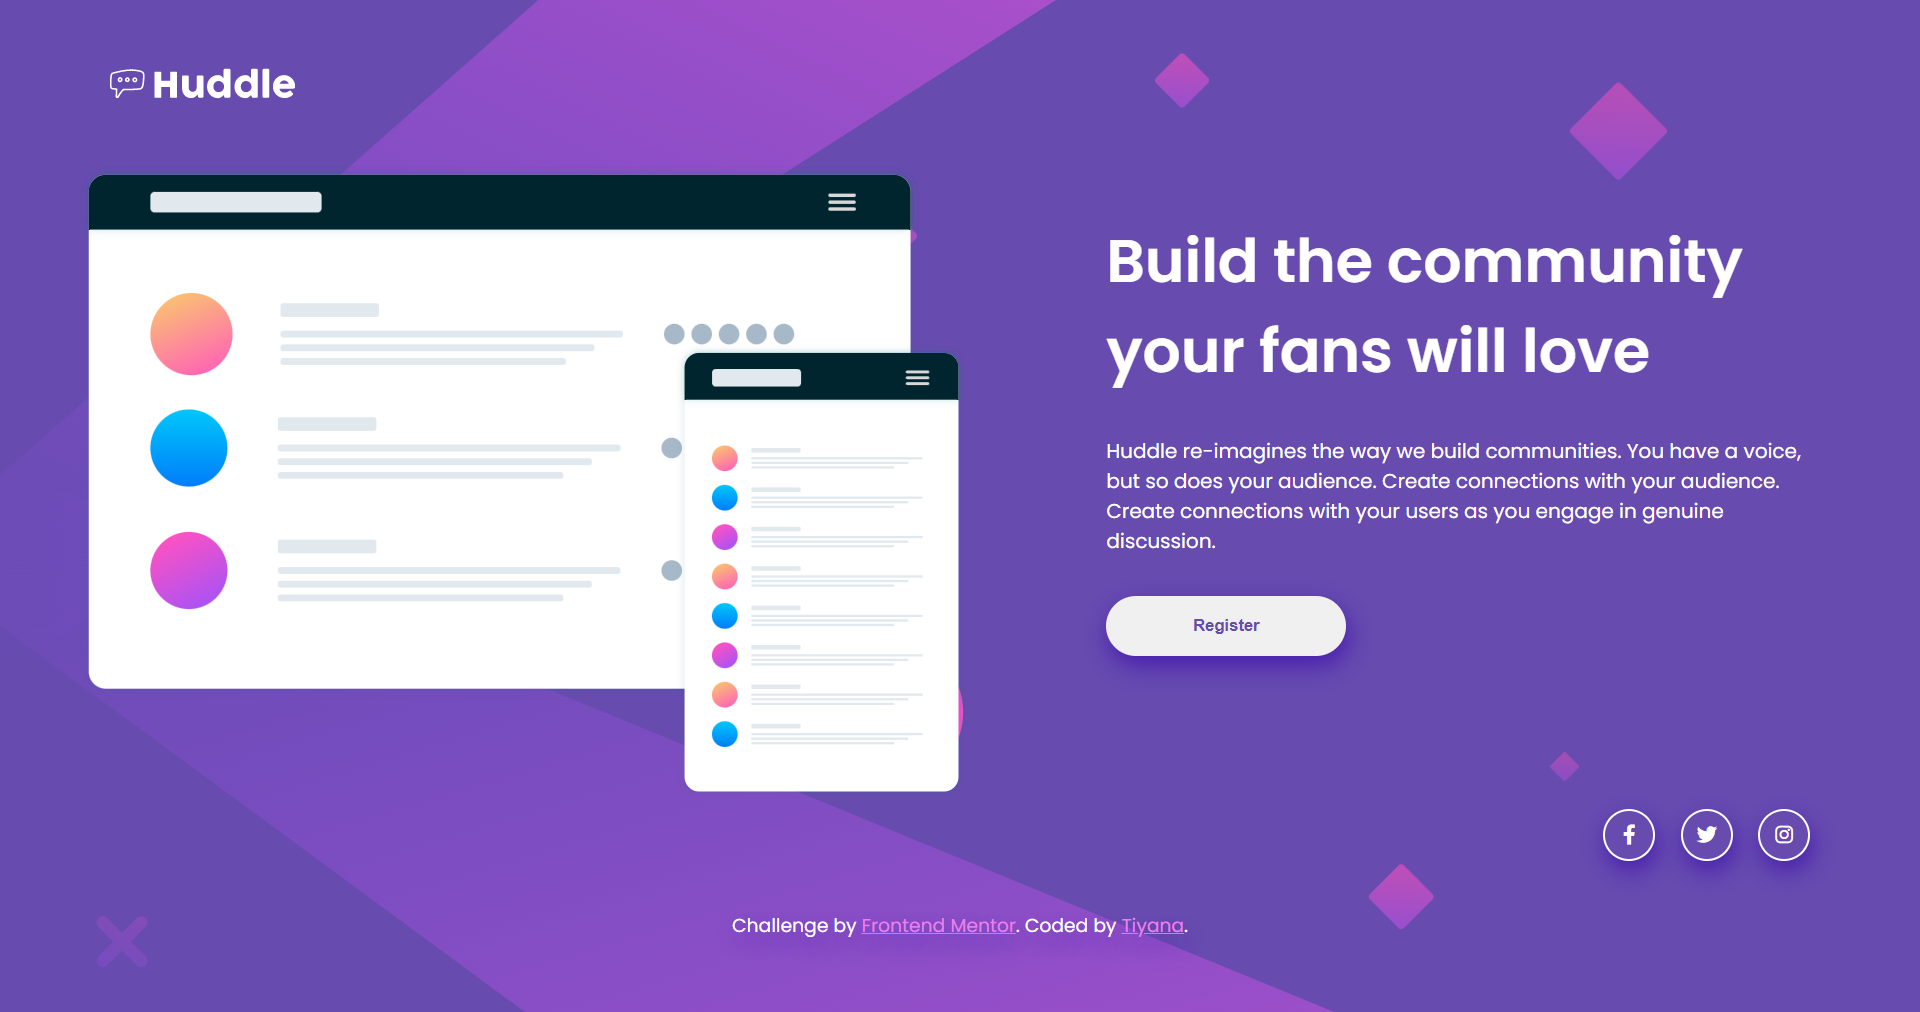 Huddle
Build the community
your fans will love
Huddle re-imagines the way we build communities. You have a voice,
but so does your audience. Create connections with your audience.
Create connections with your users as you engage in genuine
discussion.
Register
Challenge by Frontend Mentor. Coded by Tiyana.